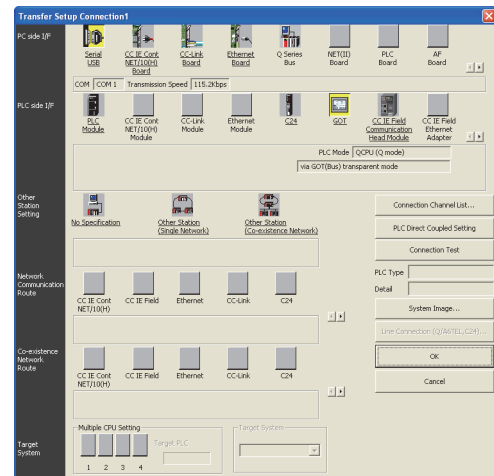 Transfer Setup Connection1
PC side I/F
Serial USB
CC IE Cont NET/10(H) Board
CC-Link Board
Ethernet Board
Q Series Bus
NET(II) Board
PLC Board
AF Board
COM COM 1 Transmission Speed 115.2Kbps
PLC side I/F
PLC Module
CC IE Cont NET/10(H) Module
CC-Link Module
Ethernet Module
C24
GOT
CC IE Field Communication Head Module
CC IE Field Ethernet Adapter
PLC Mode QCPU (Q mode)
via GOT(Bus) transparent mode
Other Station Setting
No Specification
Other Station (Single Network)
Other Station (Co-existence Network)
Connection Channel List...
PLC Direct Coupled Setting
Connection Test
PLC Type
Detail
System Image...
Line Connection (Q/A6TEL,C24)...
OK
Cancel
Network Communication Route
CC IE Cont NET/10(H)
CC IE Field
Ethernet
CC-Link
C24
Co-existence Network Route
CC IE Cont NET/10(H)
CC IE Field
Ethernet
CC-Link
C24
Target System
Multiple CPU Setting
Target PLC
1 2 3 4
Target System